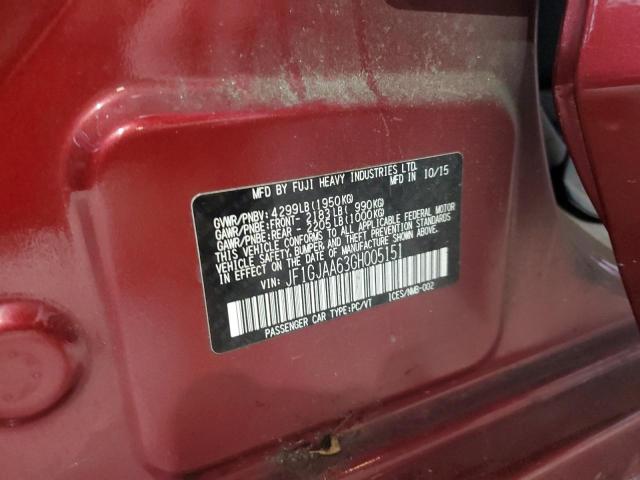 MFD BY FUJI HEAVY INDUSTRIES LTD. 10/15
GVWR/PNBV: 4299LB(1950KG)
GAWR/PNBE:FRONT- 2183LB( 990KG)
GAWR/PNBE:REAR - 2205LB(1000KG)
THIS VEHICLE CONFORMS TO ALL APPLICABLE FEDERAL MOTOR
VEHICLE SAFETY, BUMPER, AND THEFT PREVENTION STANDARDS
IN EFFECT ON THE DATE OF MANUFACTURE SHOWN ABOVE.
VIN: JF1GJAA63GH005151
PASSENGER CAR TYPE:PC/VT ICES/NMB-002